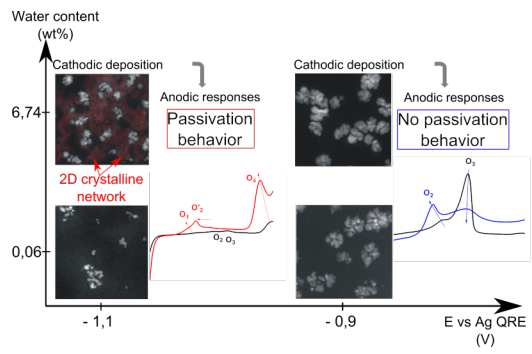 Water content
(wt%)
Cathodic deposition
Anodic responses
Passivation
behavior
Cathodic deposition
Anodic responses
No passivation
behavior
6,74
2D crystalline
network
O₁
O'₂
O₂
O₃
O₄
O₂
O₃
0,06
- 1,1
- 0,9
E vs Ag QRE
(V)